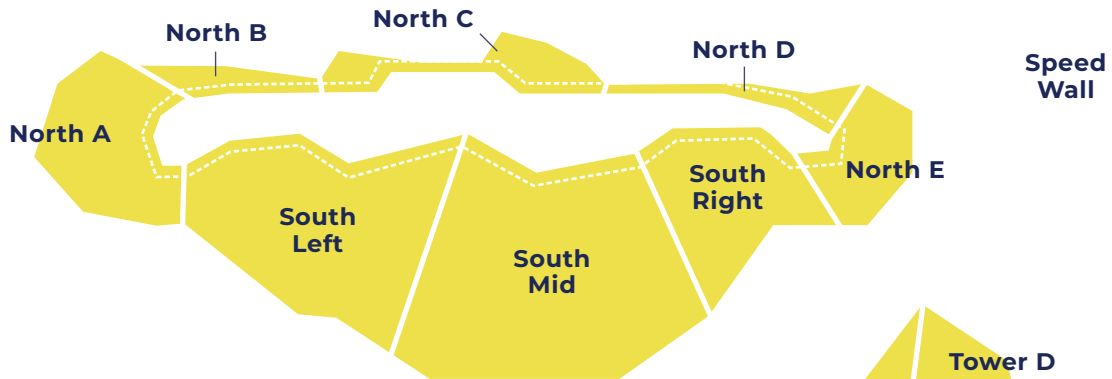 North C
North B
North D
Speed
Wall
North A
North E
South
Right
South
Left
South
Mid
Tower D